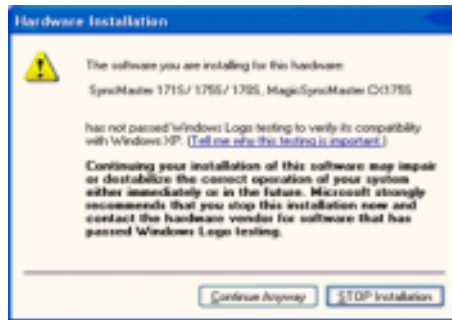 Hardware Installation
The software you are installing for this hardware:
SyncMaster 171S/ 175S/ 170S, MagicSyncMaster CX175S
has not passed Windows Logo testing to verify its compatibility
with Windows XP. (Tell me why this testing is important.)
Continuing your installation of this software may impair
or destabilize the correct operation of your system
either immediately or in the future. Microsoft strongly
recommends that you stop this installation now and
contact the hardware vendor for software that has
passed Windows Logo testing.
Continue Anyway
STOP Installation